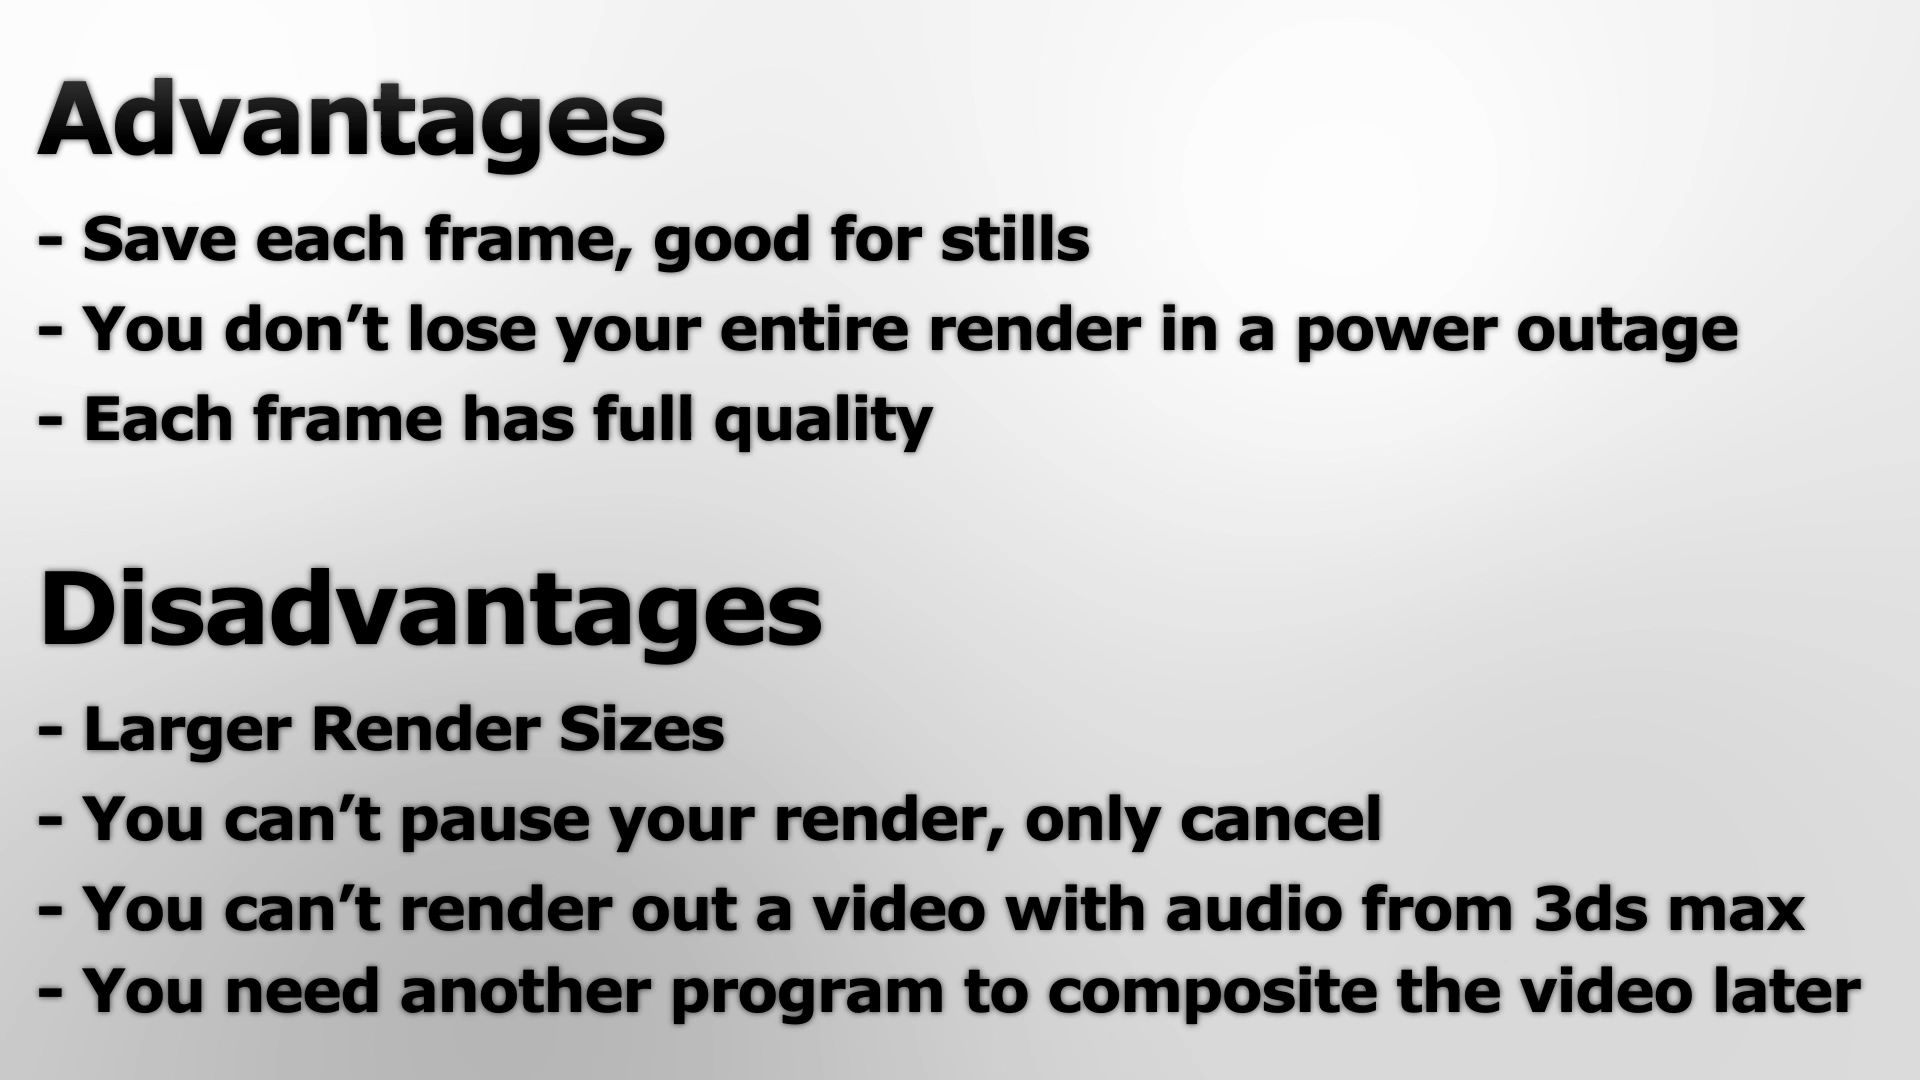 Advantages
- Save each frame, good for stills
- You don’t lose your entire render in a power outage
- Each frame has full quality
Disadvantages
- Larger Render Sizes
- You can’t pause your render, only cancel
- You can’t render out a video with audio from 3ds max
- You need another program to composite the video later